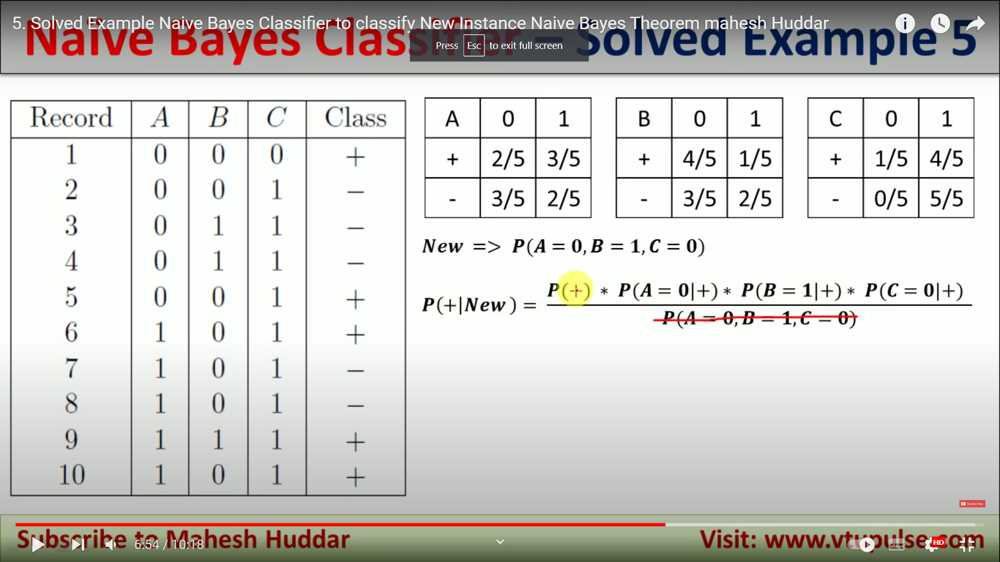 5. Solved Example Naive Bayes Classifier to classify New Instance Naive Bayes Theorem mahesh Huddar
Naïve Bayes Classifier – Solved Example 5
Press Esc to exit full screen
Record A B C Class
1 0 0 0 +
2 0 0 1 −
3 0 1 1 −
4 0 1 1 −
5 0 0 1 +
6 1 0 1 +
7 1 0 1 −
8 1 0 1 −
9 1 1 1 +
10 1 0 1 +
A 0 1
+ 2/5 3/5
- 3/5 2/5
B 0 1
+ 4/5 1/5
- 3/5 2/5
C 0 1
+ 1/5 4/5
- 0/5 5/5
New => P(A = 0, B = 1, C = 0)
P(+) * P(A = 0|+) * P(B = 1|+) * P(C = 0|+)
P(+|New) =
P(A = 0, B = 1, C = 0)
Subscribe
Subscribe to Mahesh Huddar
Visit: www.vtupulse.com
6:54 / 10:18
HD